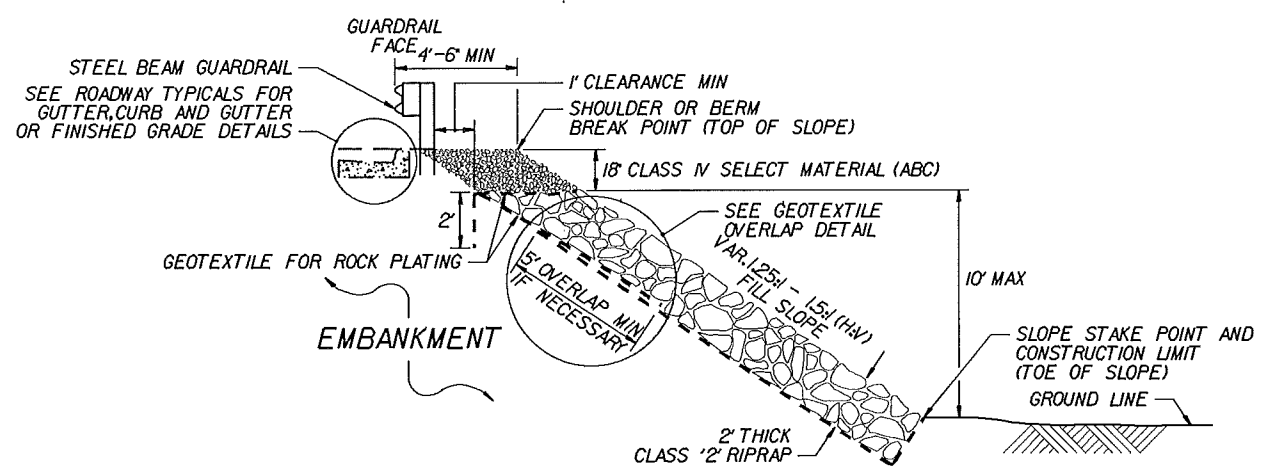 GUARDRAIL
FACE
4'-6" MIN
STEEL BEAM GUARDRAIL
1' CLEARANCE MIN
SEE ROADWAY TYPICALS FOR
GUTTER, CURB AND GUTTER
OR FINISHED GRADE DETAILS
SHOULDER OR BERM
BREAK POINT (TOP OF SLOPE)
18" CLASS IV SELECT MATERIAL (ABC)
2'
SEE GEOTEXTILE
OVERLAP DETAIL
GEOTEXTILE FOR ROCK PLATING
5' OVERLAP MIN
IF NECESSARY
VAR. 1.25:1 - 1.5:1 (H:V)
FILL SLOPE
10' MAX
EMBANKMENT
SLOPE STAKE POINT AND
CONSTRUCTION LIMIT
(TOE OF SLOPE)
GROUND LINE
2' THICK
CLASS '2' RIPRAP